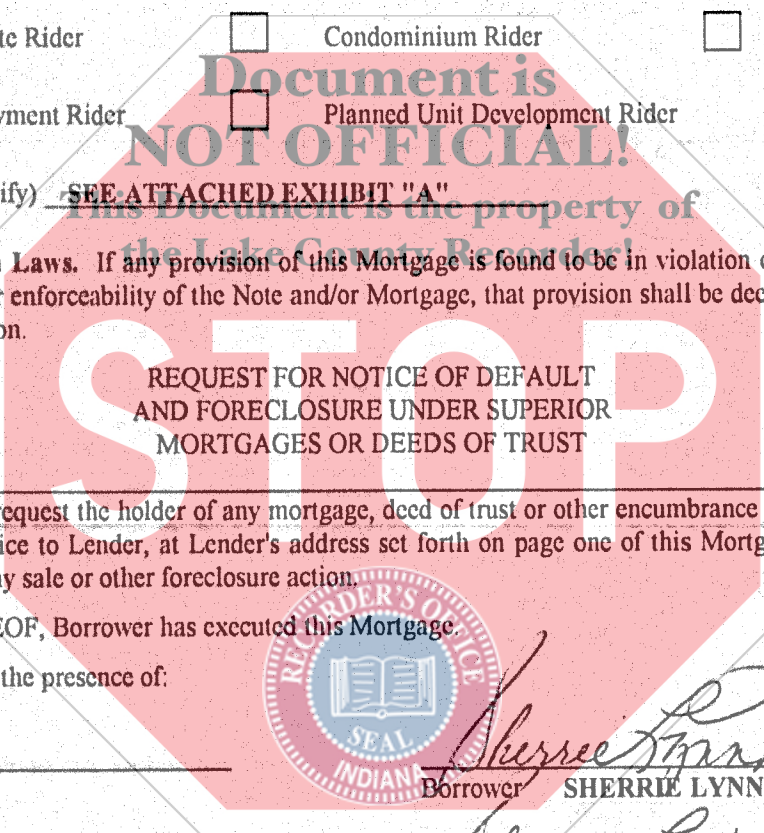 te Rider Condominium Rider
Document is
yment Rider Planned Unit Development Rider
NOT OFFICIAL!
ify) SEE ATTACHED EXHIBIT "A"
This Document is the property of
the Lake County Recorder!
Laws. If any provision of this Mortgage is found to be in violation
enforceability of the Note and/or Mortgage, that provision shall be dec
on.
STOP
REQUEST FOR NOTICE OF DEFAULT
AND FORECLOSURE UNDER SUPERIOR
MORTGAGES OR DEEDS OF TRUST
equest the holder of any mortgage, deed of trust or other encumbrance
ice to Lender, at Lender's address set forth on page one of this Mortg
y sale or other foreclosure action.
EOF, Borrower has executed this Mortgage.
the presence of:
RECORDER'S OFFICE
SEAL
INDIANA
Sherrie Lynn
Borrower SHERRIE LYNN